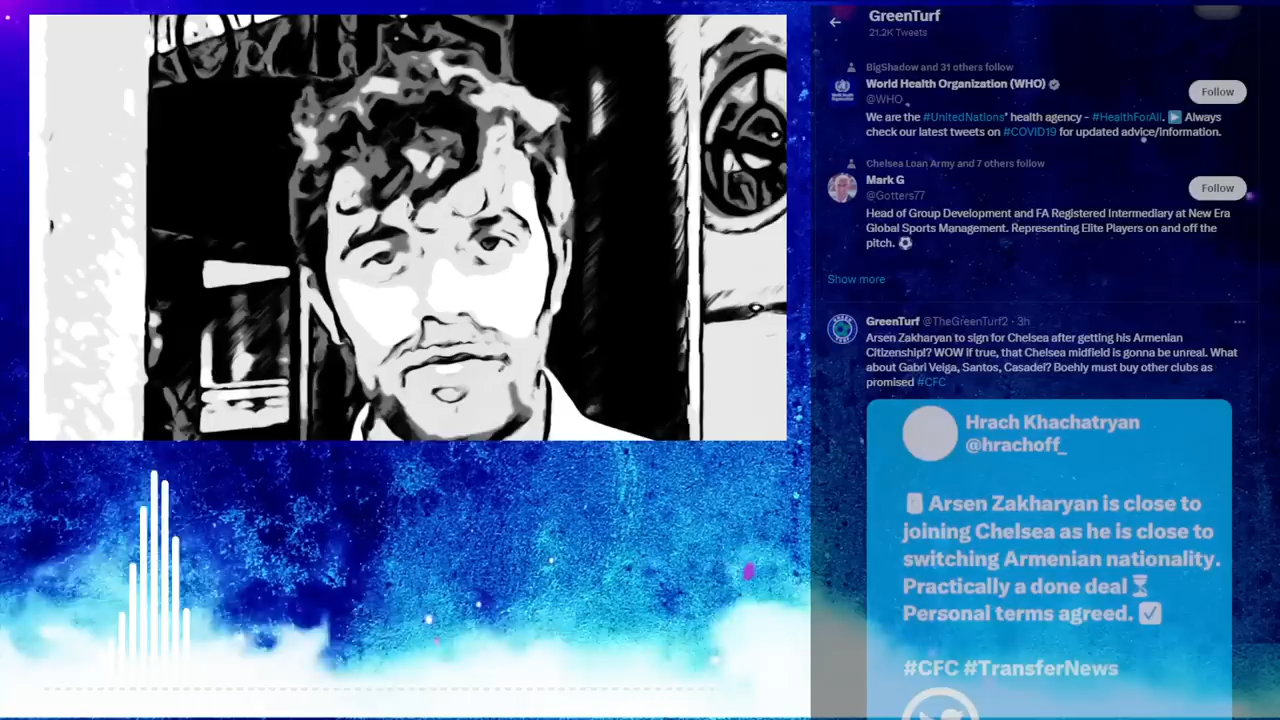 GreenTurf
21.2K Tweets
BigShadow and 31 others follow
World Health Organization (WHO)
@WHO
Follow
We are the #UnitedNations' health agency - #HealthForAll. ▶ Always
check our latest tweets on #COVID19 for updated advice/information.
Chelsea Loan Army and 7 others follow
Mark G
@Gotters77
Follow
Head of Group Development and FA Registered Intermediary at New Era
Global Sports Management. Representing Elite Players on and off the
pitch. ⚽
Show more
GreenTurf @TheGreenTurf2 · 3h
Arsen Zakharyan to sign for Chelsea after getting his Armenian
Citizenship!? WOW if true, that Chelsea midfield is gonna be unreal. What
about Gabri Veiga, Santos, Casadei? Boehly must buy other clubs as
promised #CFC
Hrach Khachatryan
@hrachoff_
Arsen Zakharyan is close to
joining Chelsea as he is close to
switching Armenian nationality.
Practically a done deal ⏳
Personal terms agreed. ☑
#CFC #TransferNews